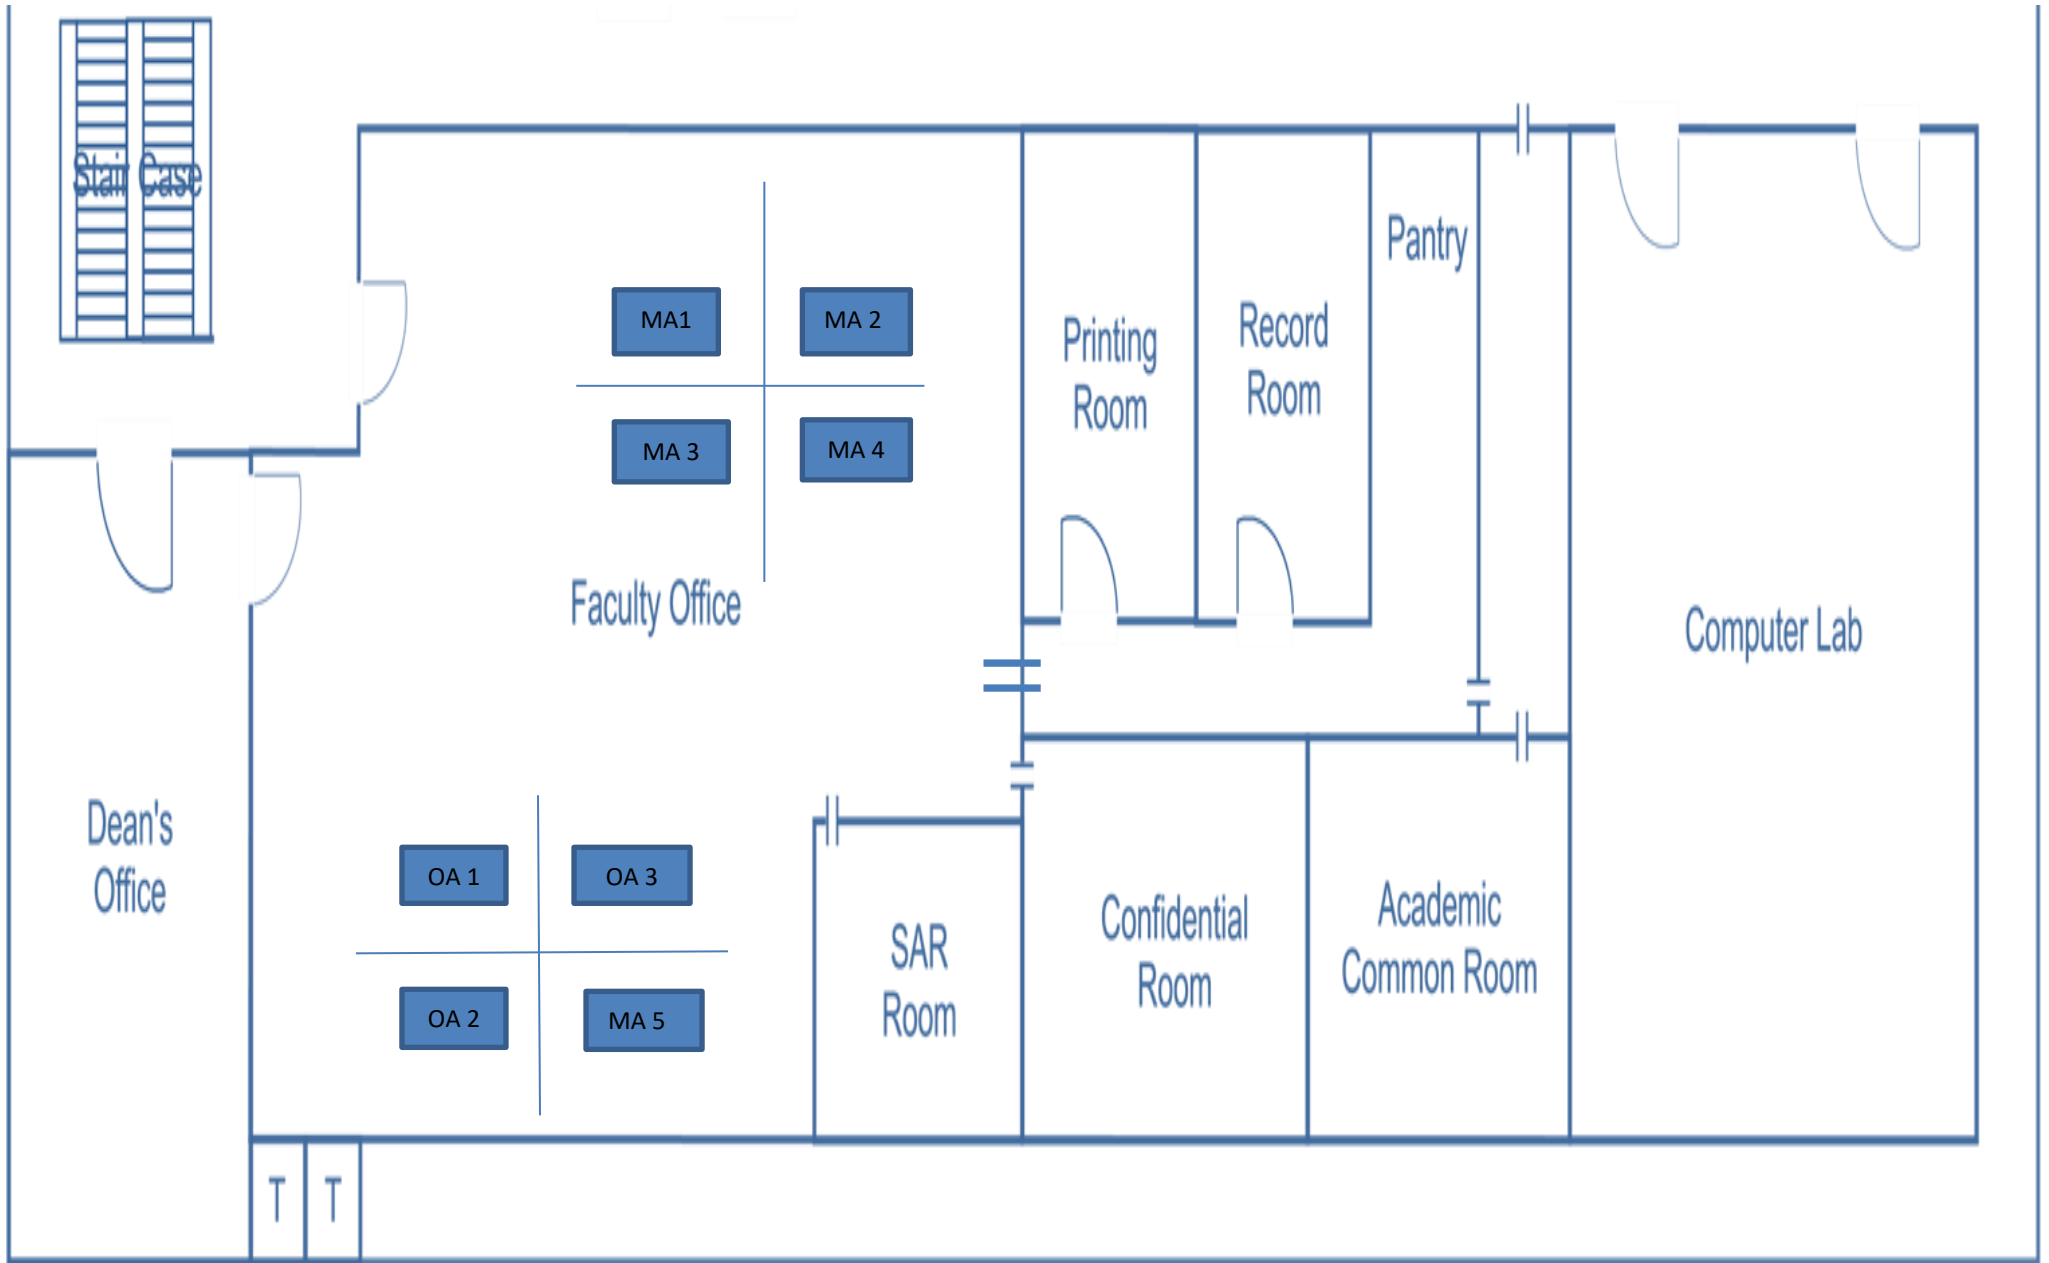 Stair Case
Pantry
MA1
MA 2
Printing
Room
Record
Room
MA 3
MA 4
Faculty Office
Computer Lab
Dean's
Office
OA 1
OA 3
OA 2
MA 5
SAR
Room
Confidential
Room
Academic
Common Room
T
T